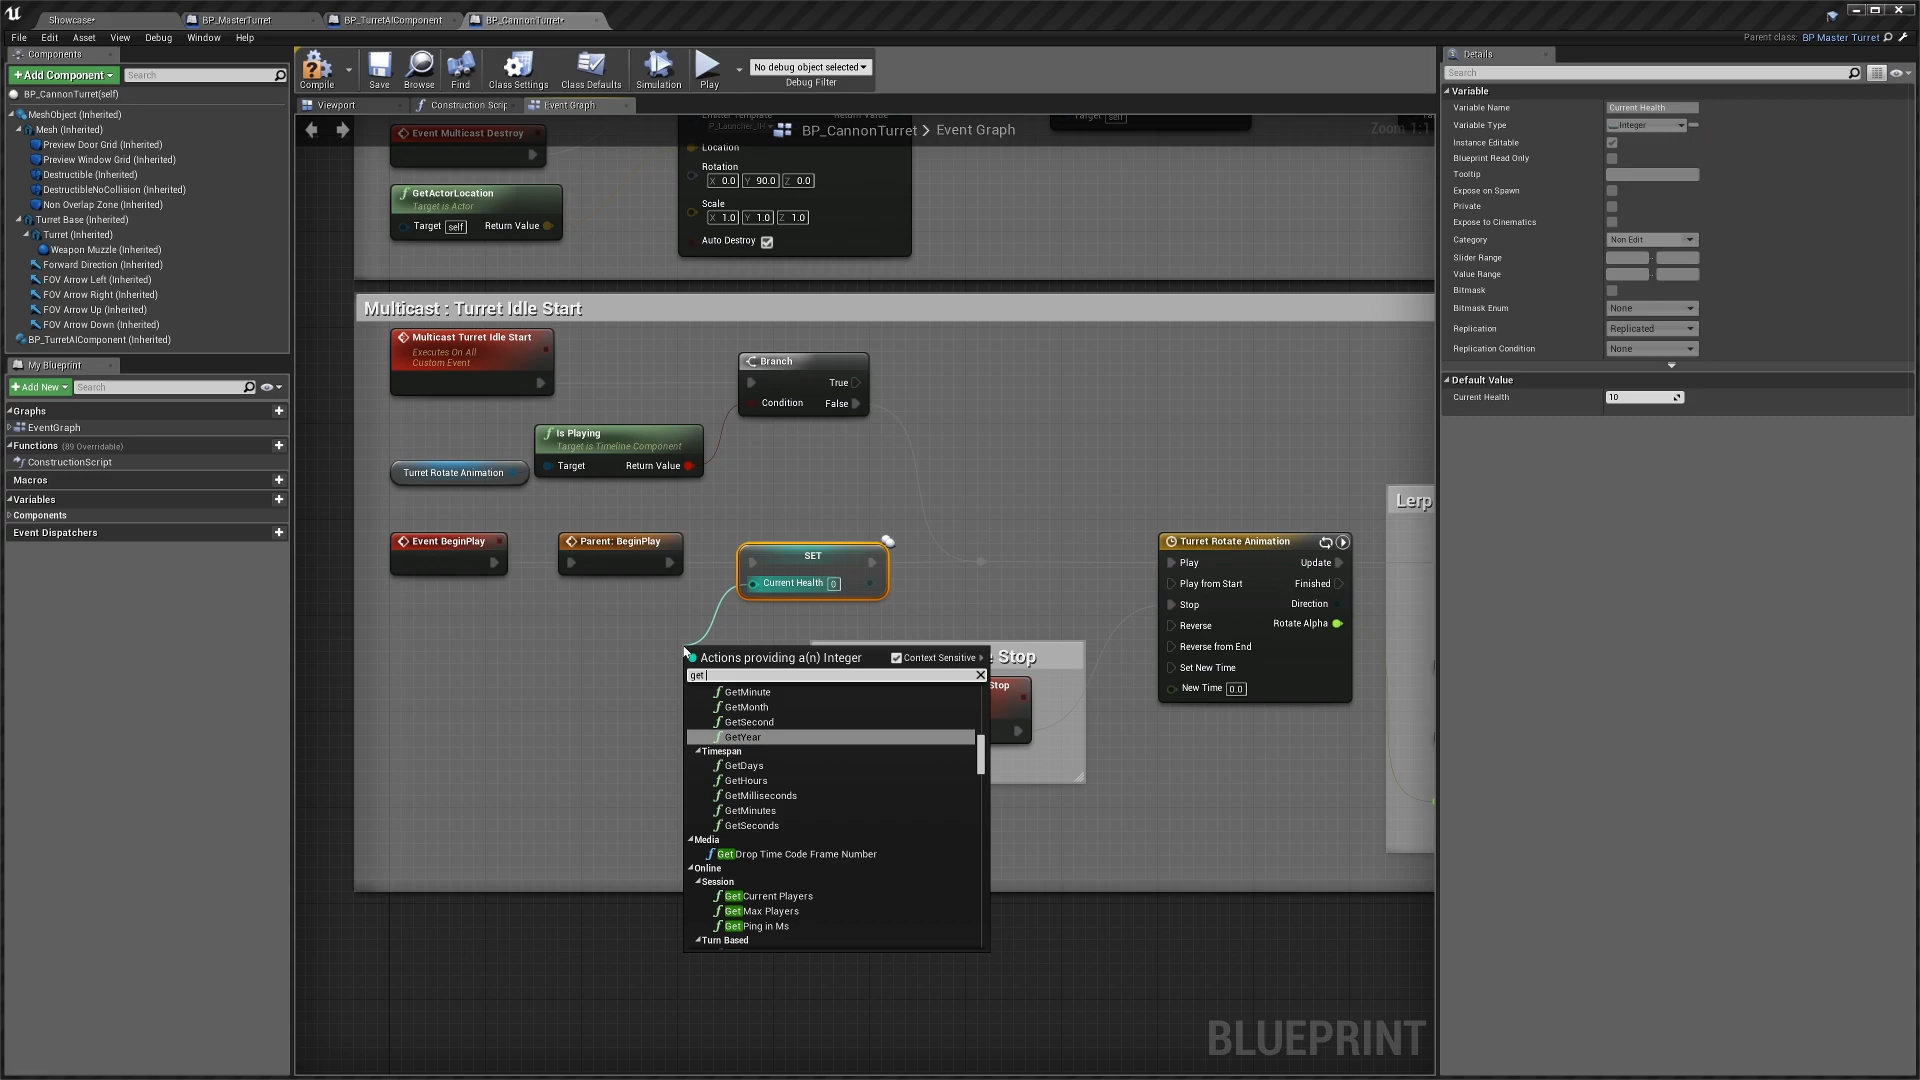 Showcase*
BP_MasterTurret
BP_TurretAIComponent
BP_CannonTurret*
File Edit Asset View Debug Window Help
Parent class: BP Master Turret
Components
+Add Component
Search
BP_CannonTurret(self)
MeshObject (Inherited)
Mesh (Inherited)
Preview Door Grid (Inherited)
Preview Window Grid (Inherited)
Destructible (Inherited)
DestructibleNoCollision (Inherited)
Non Overlap Zone (Inherited)
Turret Base (Inherited)
Turret (Inherited)
Weapon Muzzle (Inherited)
Forward Direction (Inherited)
FOV Arrow Left (Inherited)
FOV Arrow Right (Inherited)
FOV Arrow Up (Inherited)
FOV Arrow Down (Inherited)
BP_TurretAIComponent (Inherited)
My Blueprint
+Add New
Search
Graphs
EventGraph
Functions (89 Overridable)
ConstructionScript
Macros
Variables
Components
Event Dispatchers
Compile
Save
Browse
Find
Class Settings
Class Defaults
Simulation
Play
No debug object selected
Debug Filter
Viewport
Construction Scrip
Event Graph
BP_CannonTurret > Event Graph
Zoom 1:1
Event Multicast Destroy
Emitter Template
Return Value
Location
Rotation
X 0.0 Y 90.0 Z 0.0
Scale
X 1.0 Y 1.0 Z 1.0
Auto Destroy
Target self
GetActorLocation
Target is Actor
Target self Return Value
Multicast : Turret Idle Start
Multicast Turret Idle Start
Executes On All
Custom Event
Branch
True
Condition False
Is Playing
Target is Timeline Component
Target Return Value
Turret Rotate Animation
Event BeginPlay
Parent: BeginPlay
SET
Current Health 0
Lerp
Turret Rotate Animation
Play Update
Play from Start Finished
Stop Direction
Reverse Rotate Alpha
Reverse from End
Set New Time
New Time 0.0
Stop
Stop
Actions providing a(n) Integer
Context Sensitive
get
GetMinute
GetMonth
GetSecond
GetYear
Timespan
GetDays
GetHours
GetMilliseconds
GetMinutes
GetSeconds
Media
Get Drop Time Code Frame Number
Online
Session
Get Current Players
Get Max Players
Get Ping in Ms
Turn Based
BLUEPRINT
Details
Search
Variable
Variable Name Current Health
Variable Type Integer
Instance Editable
Blueprint Read Only
Tooltip
Expose on Spawn
Private
Expose to Cinematics
Category Non Edit
Slider Range
Value Range
Bitmask
Bitmask Enum None
Replication Replicated
Replication Condition None
Default Value
Current Health 10